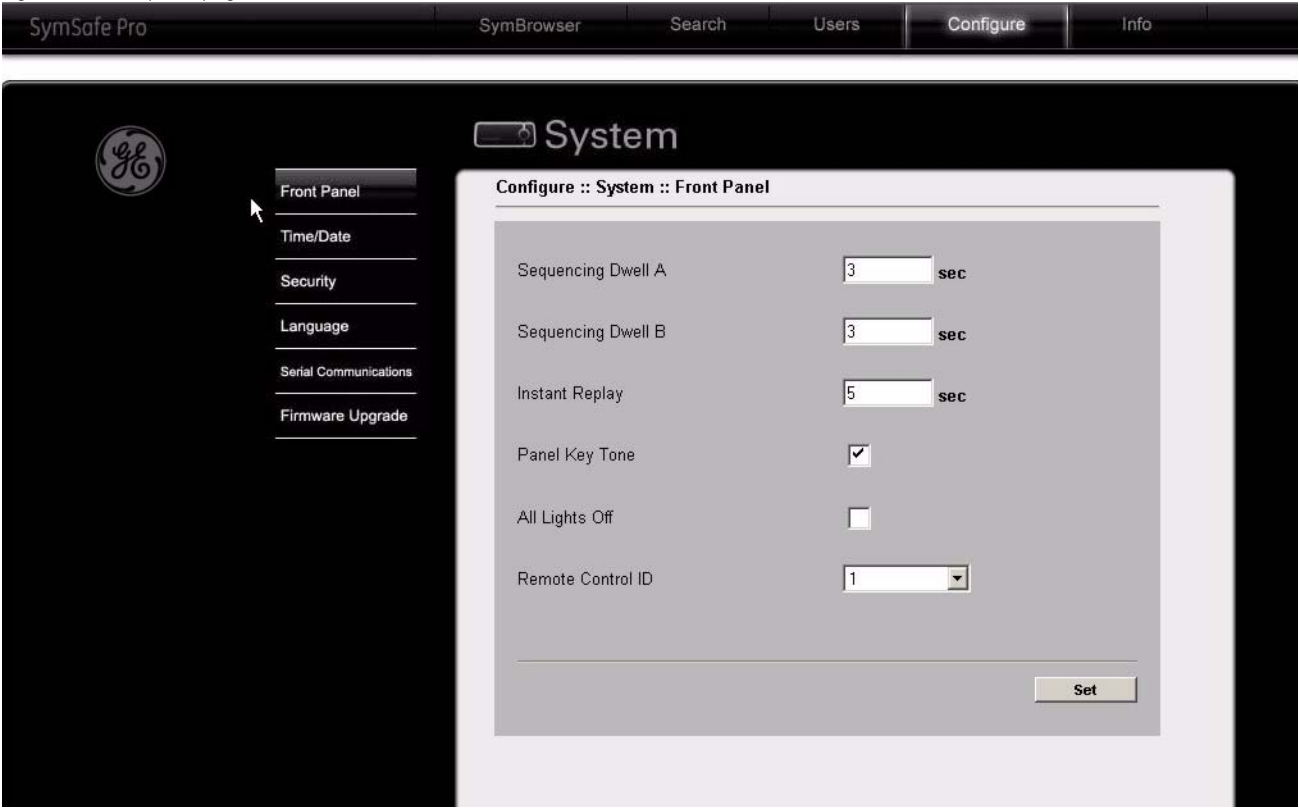 SymSafe Pro
SymBrowser Search Users Configure Info
GE
System
Front Panel
Time/Date
Security
Language
Serial Communications
Firmware Upgrade
Configure :: System :: Front Panel
Sequencing Dwell A 3 sec
Sequencing Dwell B 3 sec
Instant Replay 5 sec
Panel Key Tone
All Lights Off
Remote Control ID 1
Set